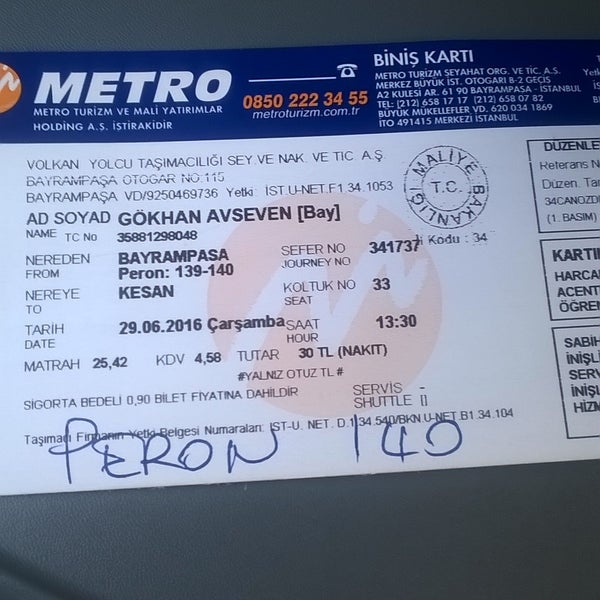 METRO
METRO TURİZM VE MALİ YATIRIMLAR
HOLDİNG A.Ş. İSTİRAKİDİR
0850 222 34 55
metroturizm.com.tr
BİNİŞ KARTI
METRO TURİZM SEYAHAT ORG. VE TİC. A.Ş.
MERKEZ BÜYÜK İST. OTOGARI B-2 GECİS
A2 KULESİ AR. 61 90 BAYRAMPASA - İSTANBUL
TEL: (212) 658 17 17 (212) 658 07 82
BÜYÜK MÜKELLEFLER VD. 620 034 1869
İTO 491415 MERKEZİ İSTANBUL
VOLKAN YOLCU TAŞIMACILIĞI SEY.VE NAK. VE TİC A.Ş.
BAYRAMPAŞA OTOGAR NO:115
BAYRAMPAŞA VD/9250469736 Yetki: İST.U-NET.F1.34.1053
MALİYE BAKANLIĞI
T.C.
AD SOYAD GÖKHAN AVSEVEN [Bay]
NAME TC No 35881298048
Kodu : 34
NEREDEN BAYRAMPASA SEFER NO 341737
FROM Peron: 139-140 JOURNEY NO
NEREYE KESAN KOLTUK NO 33
TO SEAT
TARİH 29.06.2016 Çarşamba SAAT 13:30
DATE HOUR
MATRAH 25,42 KDV 4,58 TUTAR 30 TL (NAKIT)
#YALNIZ OTUZ TL #
SİGORTA BEDELİ 0,90 BİLET FİYATINA DAHİLDİR SERVİS -
SHUTTLE []
Taşımacı Firmanın Yetki Belgesi Numaraları: İST-U. NET. D.1.34.540/BKN.U-NET.B1.34.104
PERON 140
DÜZENLE
Referans N
Düzen. Tar
34CANOZD
(1. BASIM)
KARTI
HARCA
ACENT
ÖĞREN
SABİH
İNİŞLİ
SERV
İNİŞL
HİZM